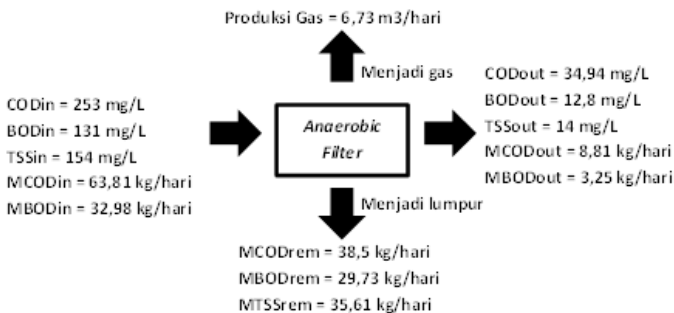 Produksi Gas = 6,73 m3/hari
Menjadi gas
CODin = 253 mg/L
BODin = 131 mg/L
TSSin = 154 mg/L
MCODin = 63,81 kg/hari
MBODin = 32,98 kg/hari
Anaerobic
Filter
CODout = 34,94 mg/L
BODout = 12,8 mg/L
TSSout = 14 mg/L
MCODout = 8,81 kg/hari
MBODout = 3,25 kg/hari
Menjadi lumpur
MCODrem = 38,5 kg/hari
MBODrem = 29,73 kg/hari
MTSSrem = 35,61 kg/hari